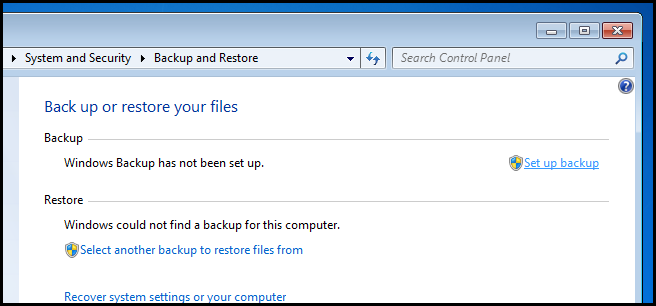 System and Security Backup and Restore Search Control Panel
Back up or restore your files
Backup
Windows Backup has not been set up. Set up backup
Restore
Windows could not find a backup for this computer.
Select another backup to restore files from
Recover system settings or your computer